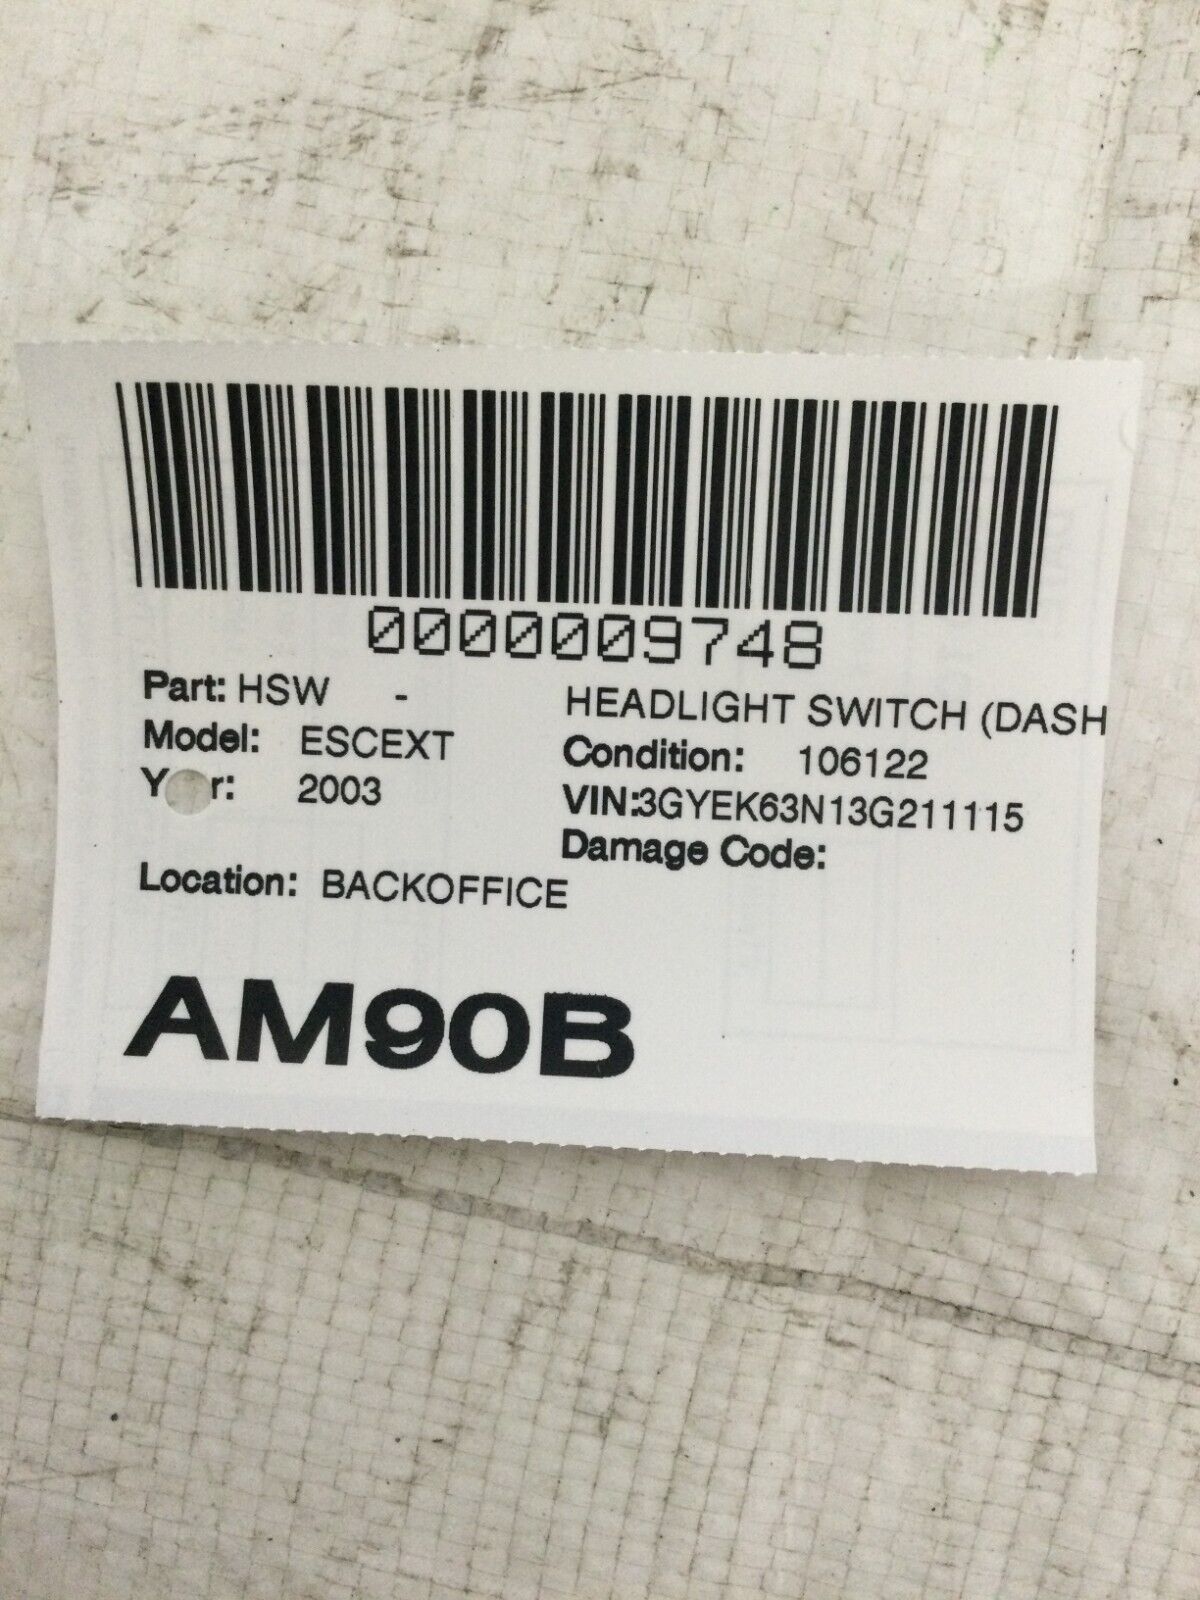 0000009748
Part: HSW - HEADLIGHT SWITCH (DASH
Model: ESCEXT Condition: 106122
Y r: 2003 VIN:3GYEK63N13G211115
Damage Code:
Location: BACKOFFICE
AM90B